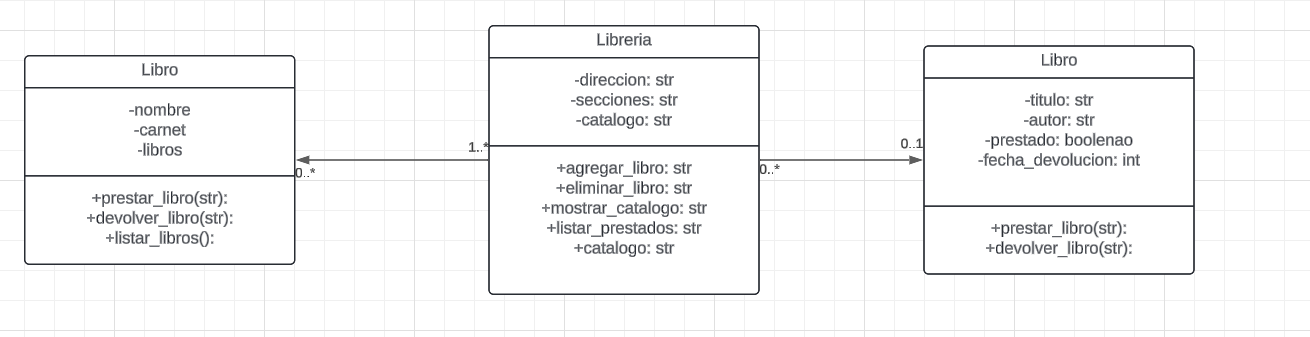 Libro
-nombre
-carnet
-libros
+prestar_libro(str):
+devolver_libro(str):
+listar_libros():
0..*
1..*
Libreria
-direccion: str
-secciones: str
-catalogo: str
+agregar_libro: str
+eliminar_libro: str
+mostrar_catalogo: str
+listar_prestados: str
+catalogo: str
0..*
0..1
Libro
-titulo: str
-autor: str
-prestado: boolenao
-fecha_devolucion: int
+prestar_libro(str):
+devolver_libro(str):